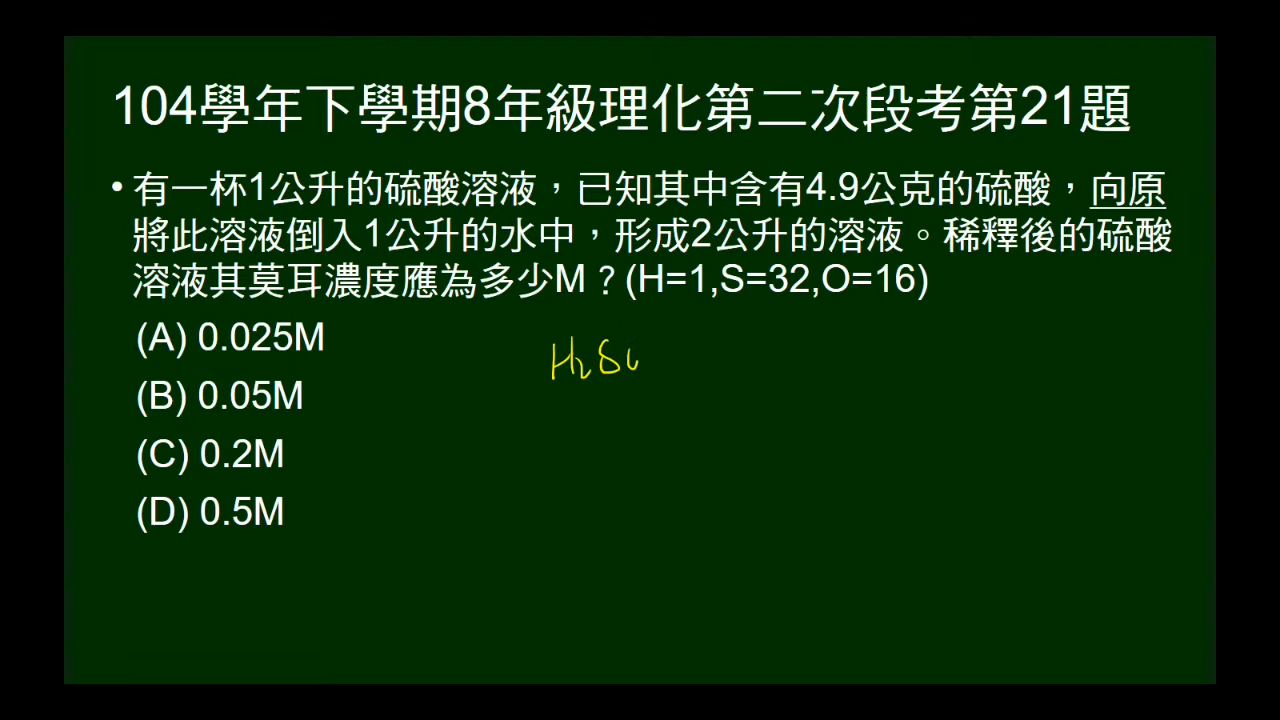 104學年下學期8年級理化第二次段考第21題
• 有一杯1公升的硫酸溶液，已知其中含有4.9公克的硫酸，向原
將此溶液倒入1公升的水中，形成2公升的溶液。稀釋後的硫酸
溶液其莫耳濃度應為多少M？(H=1,S=32,O=16)
(A) 0.025M
H₂S
(B) 0.05M
(C) 0.2M
(D) 0.5M